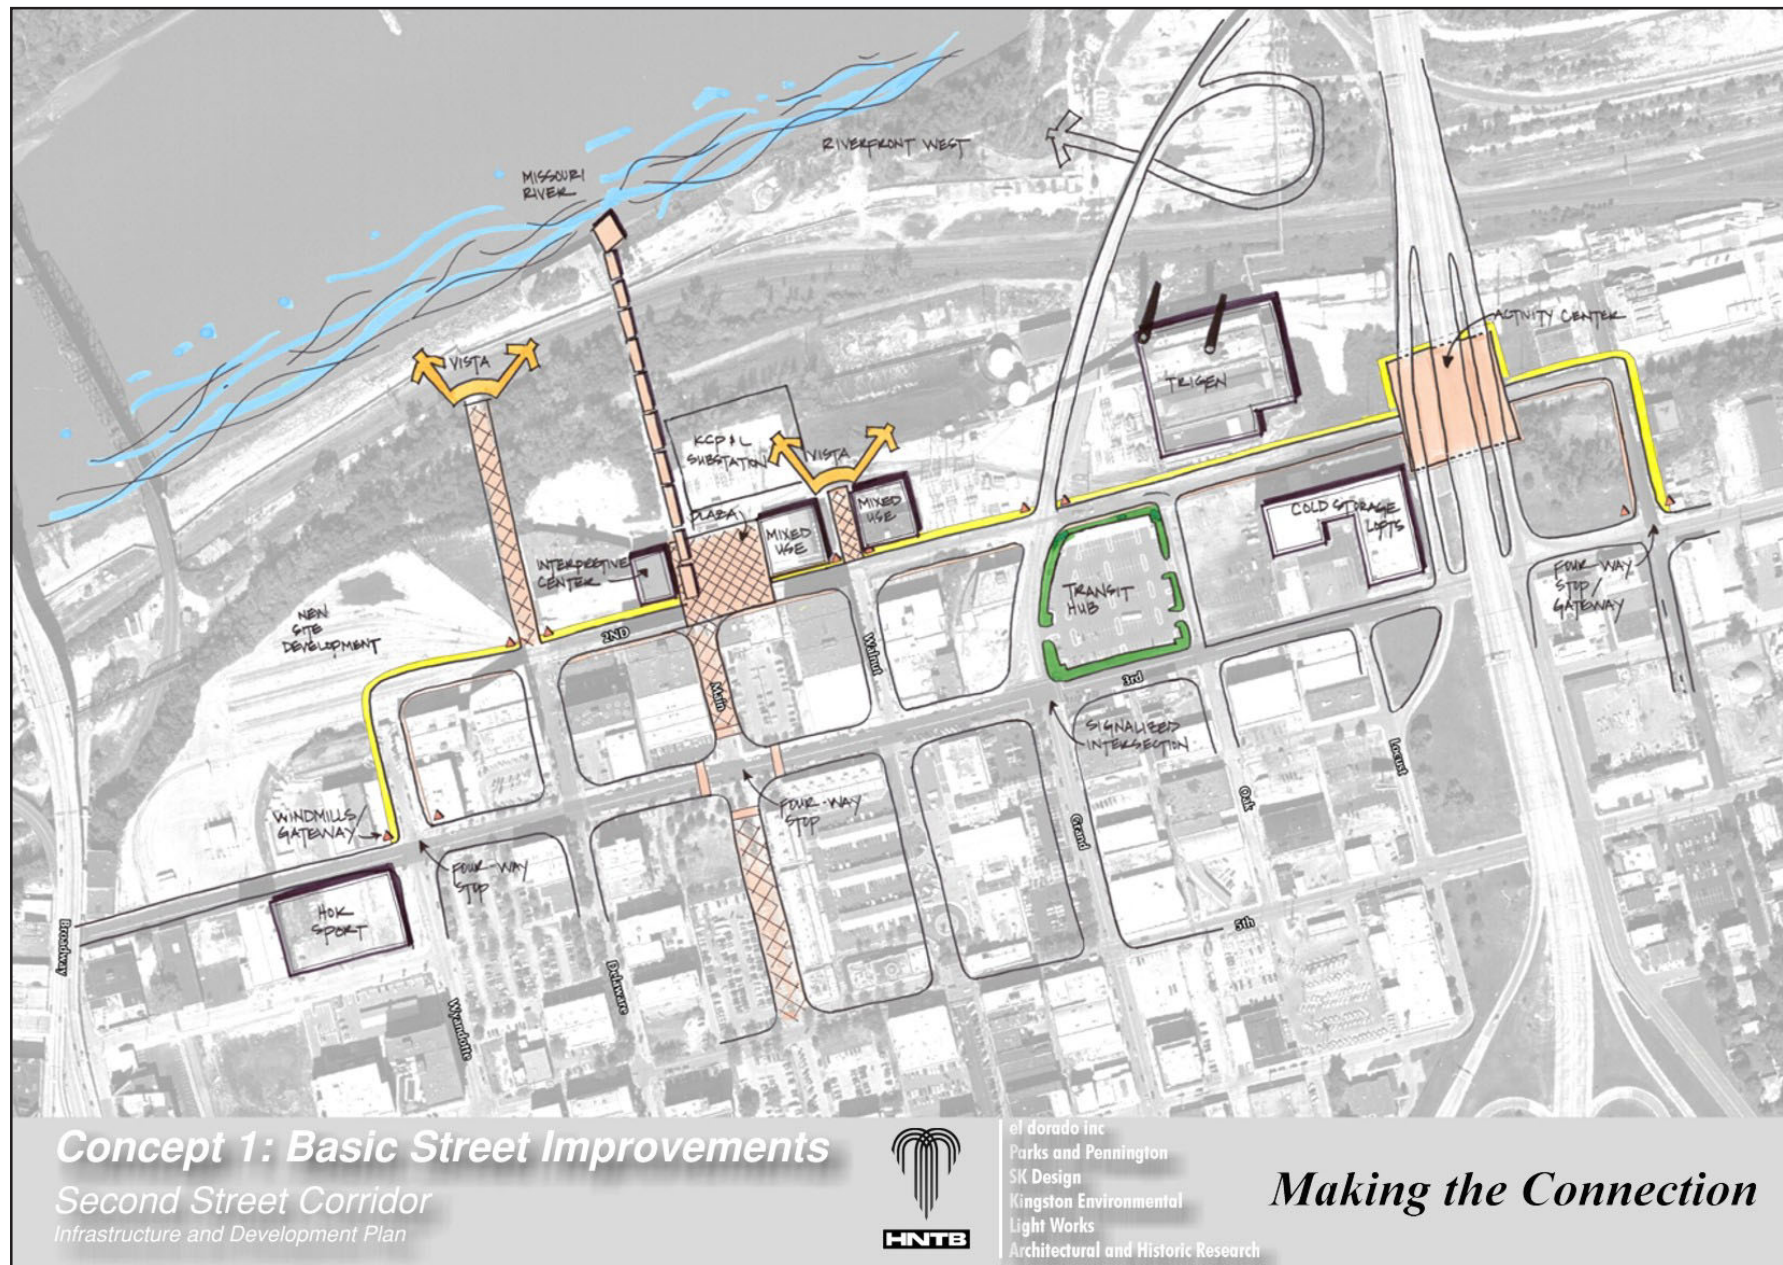 RIVERFRONT WEST
MISSOURI
RIVER
ACTIVITY CENTER
VISTA
TRIGEN
KCP & L
SUBSTATION
VISTA
PLAZA
MIXED
USE
MIXED
USE
COLD STORAGE
LOFTS
INTERPRETIVE
CENTER
TRANSIT
HUB
FOUR-WAY
STOP/
GATEWAY
NEW
SITE
DEVELOPMENT
2ND
Walnut
Main
3rd
SIGNALIZED
INTERSECTION
Locust
Oak
WINDMILLS/
GATEWAY
FOUR-WAY
STOP
Grand
FOUR-WAY
STOP
HOK
SPORT
5th
Broadway
Delaware
Wyandotte
Concept 1: Basic Street Improvements
Second Street Corridor
Infrastructure and Development Plan
HNTB
el dorado inc
Parks and Pennington
SK Design
Kingston Environmental
Light Works
Architectural and Historic Research
Making the Connection